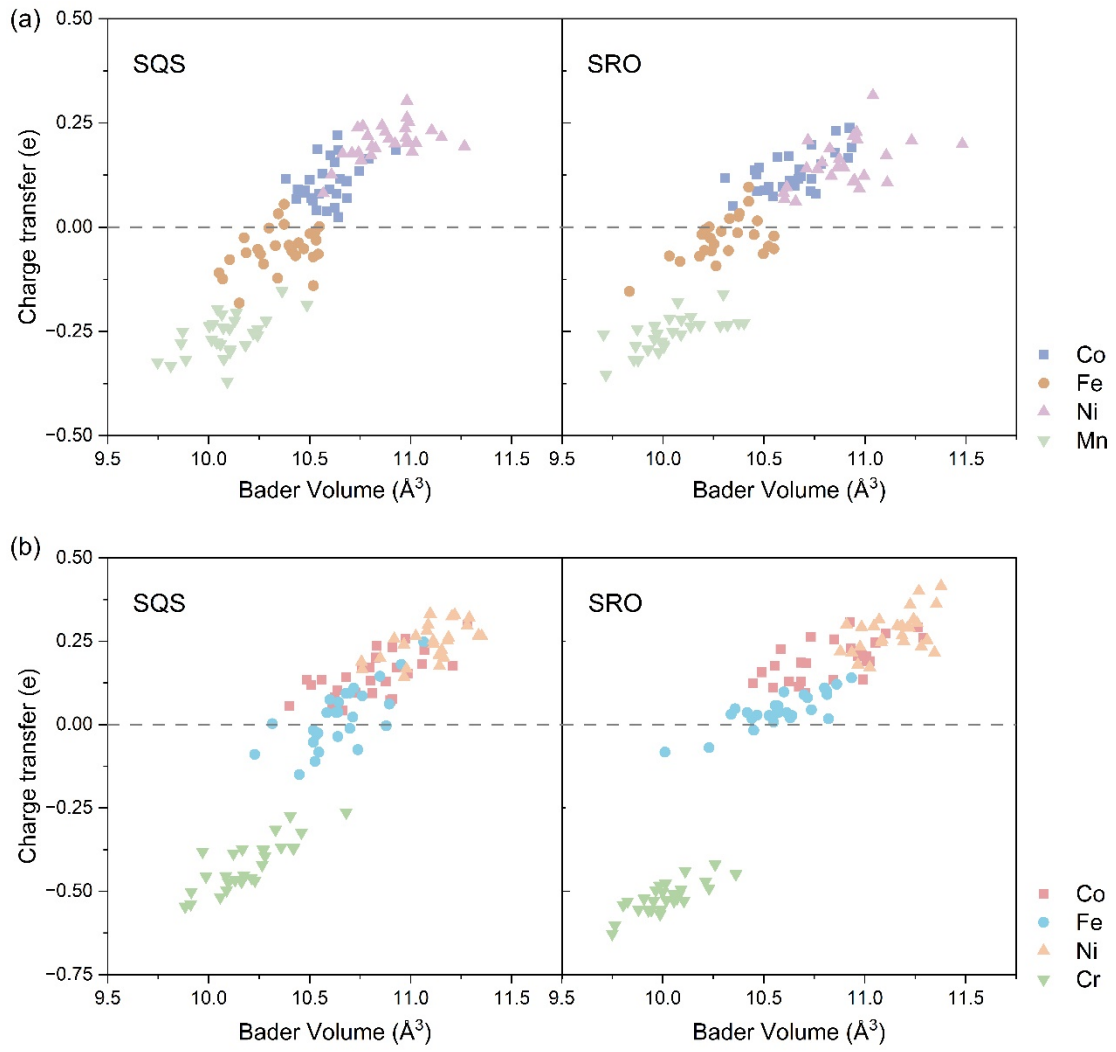 (a)
0.50
SQS
SRO
0.25
0.00
−0.25
−0.50
Charge transfer (e)
9.5 10.0 10.5 11.0 11.5 9.5 10.0 10.5 11.0 11.5
Bader Volume (Å³) Bader Volume (Å³)
Co
Fe
Ni
Mn
(b)
0.50
SQS
SRO
0.25
0.00
−0.25
−0.50
−0.75
Charge transfer (e)
9.5 10.0 10.5 11.0 11.5 9.5 10.0 10.5 11.0 11.5
Bader Volume (Å³) Bader Volume (Å³)
Co
Fe
Ni
Cr